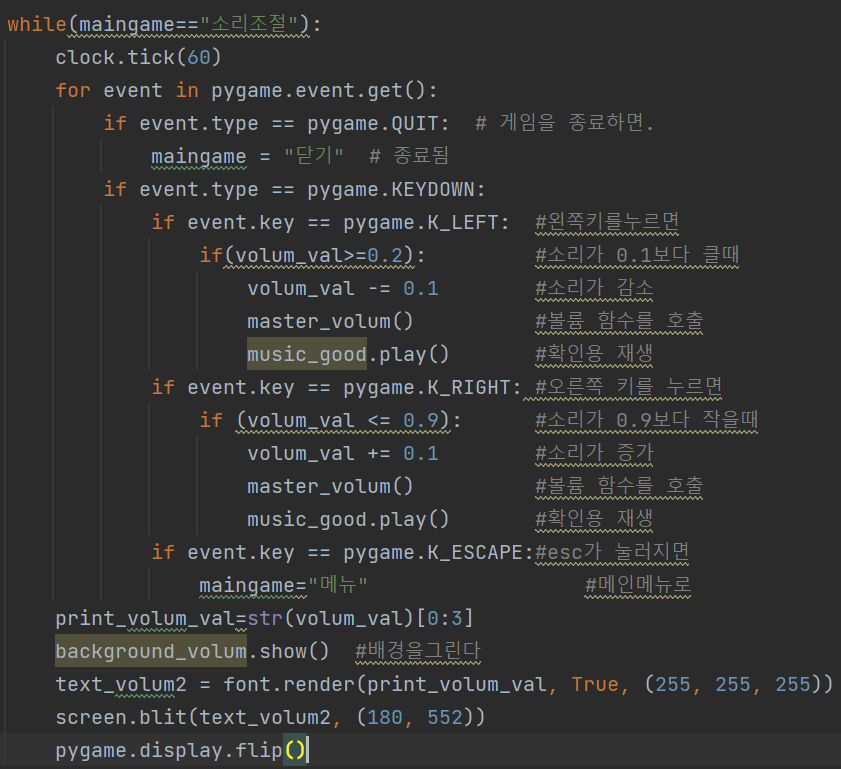 while(maingame=="소리조절"):
    clock.tick(60)
    for event in pygame.event.get():
        if event.type == pygame.QUIT:  # 게임을 종료하면.
            maingame = "닫기"  # 종료됨
        if event.type == pygame.KEYDOWN:
            if event.key == pygame.K_LEFT:  #왼쪽키를누르면
                if(volum_val>=0.2):         #소리가 0.1보다 클때
                    volum_val -= 0.1        #소리가 감소
                    master_volum()          #볼륨 함수를 호출
                    music_good.play()       #확인용 재생
            if event.key == pygame.K_RIGHT: #오른쪽 키를 누르면
                if (volum_val <= 0.9):      #소리가 0.9보다 작을때
                    volum_val += 0.1        #소리가 증가
                    master_volum()          #볼륨 함수를 호출
                    music_good.play()       #확인용 재생
            if event.key == pygame.K_ESCAPE:#esc가 눌러지면
                maingame="메뉴"                  #메인메뉴로
    print_volum_val=str(volum_val)[0:3]
    background_volum.show()  #배경을그린다
    text_volum2 = font.render(print_volum_val, True, (255, 255, 255))
    screen.blit(text_volum2, (180, 552))
    pygame.display.flip()